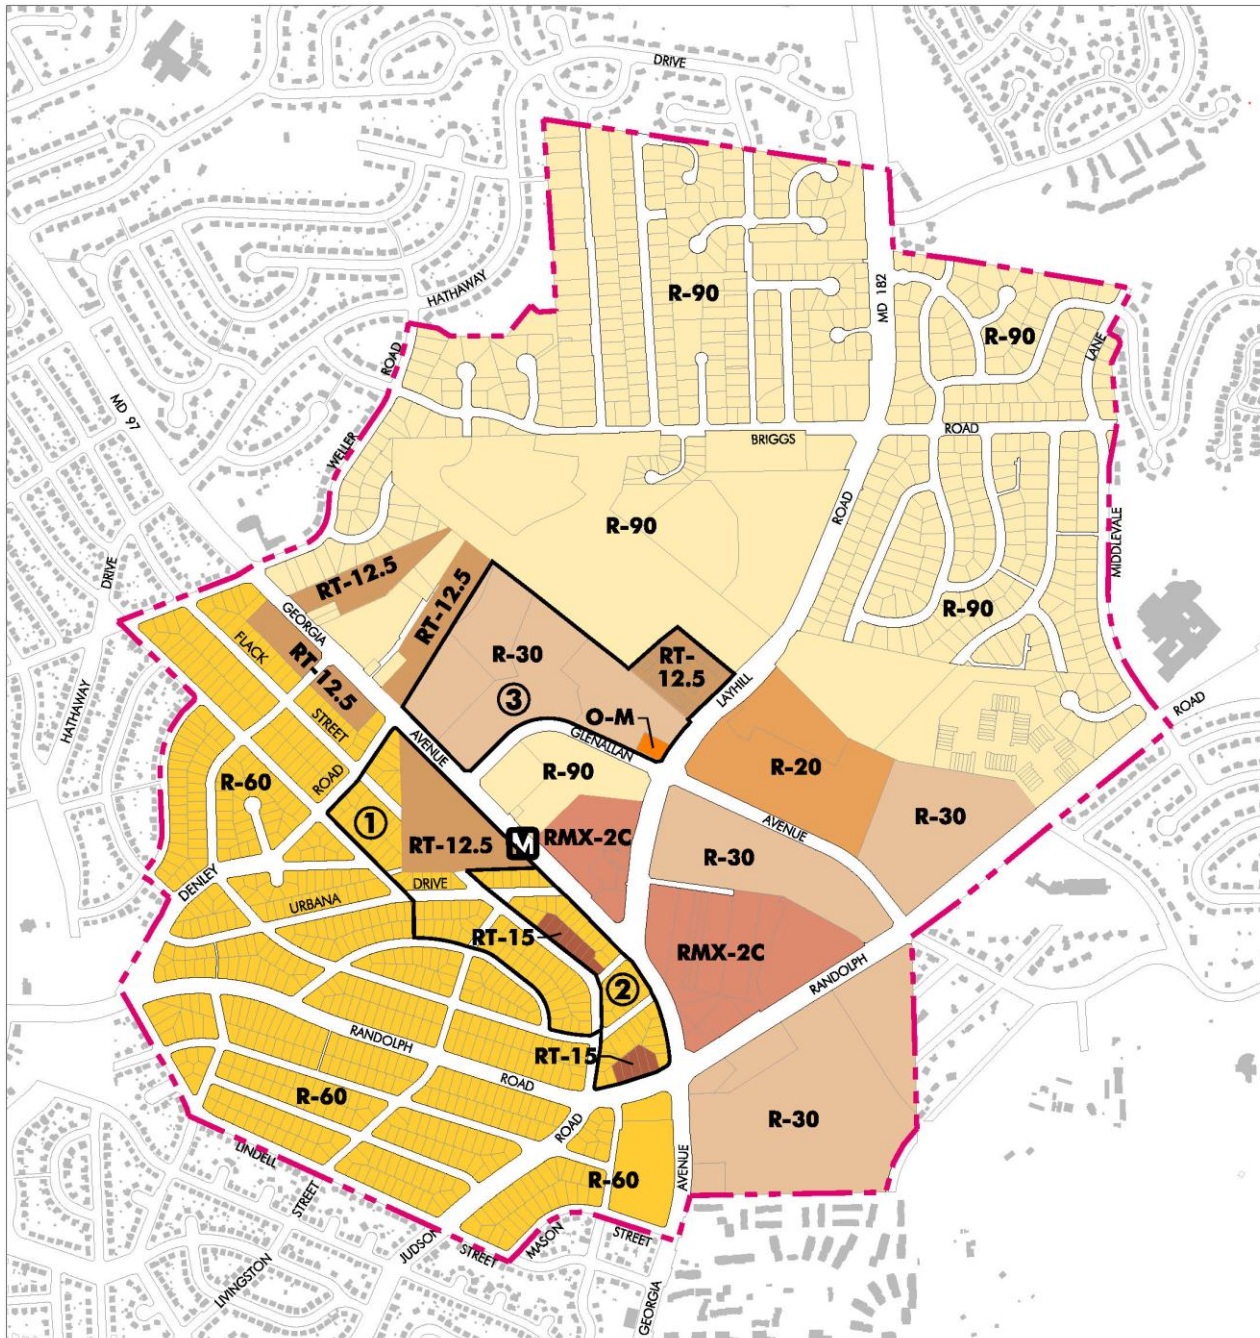 DRIVE
HATHAWAY
R-90
MD 182
R-90
LANE
ROAD
MD 97
WELLER
BRIGGS
ROAD
R-90
ROAD
MIDDLEVALE
DRIVE
RT-12.5
RT-12.5
GEORGIA
R-90
FLACK
RT-12.5
R-30
RT-
12.5
HATHAWAY
STREET
3
LAYHILL
ROAD
O-M
AVENUE
GLENALLAN
R-60
ROAD
R-90
R-20
1
AVENUE
R-30
RT-12.5
M
RMX-2C
R-30
DENLEY
DRIVE
URBANA
RT-15
RMX-2C
RANDOLPH
2
RANDOLPH
RT-15
ROAD
R-60
ROAD
R-30
LINDELL
R-60
AVENUE
STREET
JUDSON
STREET
MASON
STREET
LIVINGSTON
GEORGIA